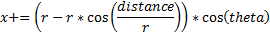 x+= (r − r * cos(distance/r)) * cos(theta)